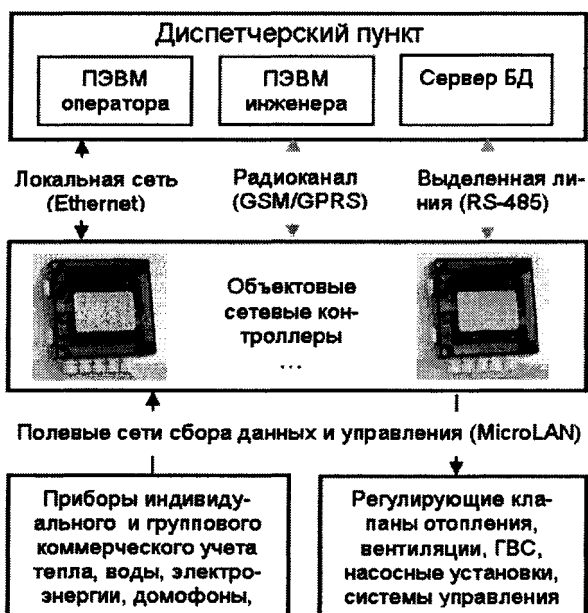 Диспетчерский пункт
ПЭВМ
оператора
ПЭВМ
инженера
Сервер БД
Локальная сеть
(Ethernet)
Радиоканал
(GSM/GPRS)
Выделенная ли-
ния (RS-485)
Объектовые
сетевые кон-
троллеры
...
Полевые сети сбора данных и управления (MicroLAN)
Приборы индивиду-
ального и группового
коммерческого учета
тепла, воды, электро-
энергии, домофоны,
Регулирующие кла-
паны отопления,
вентиляции, ГВС,
насосные установки,
системы управления